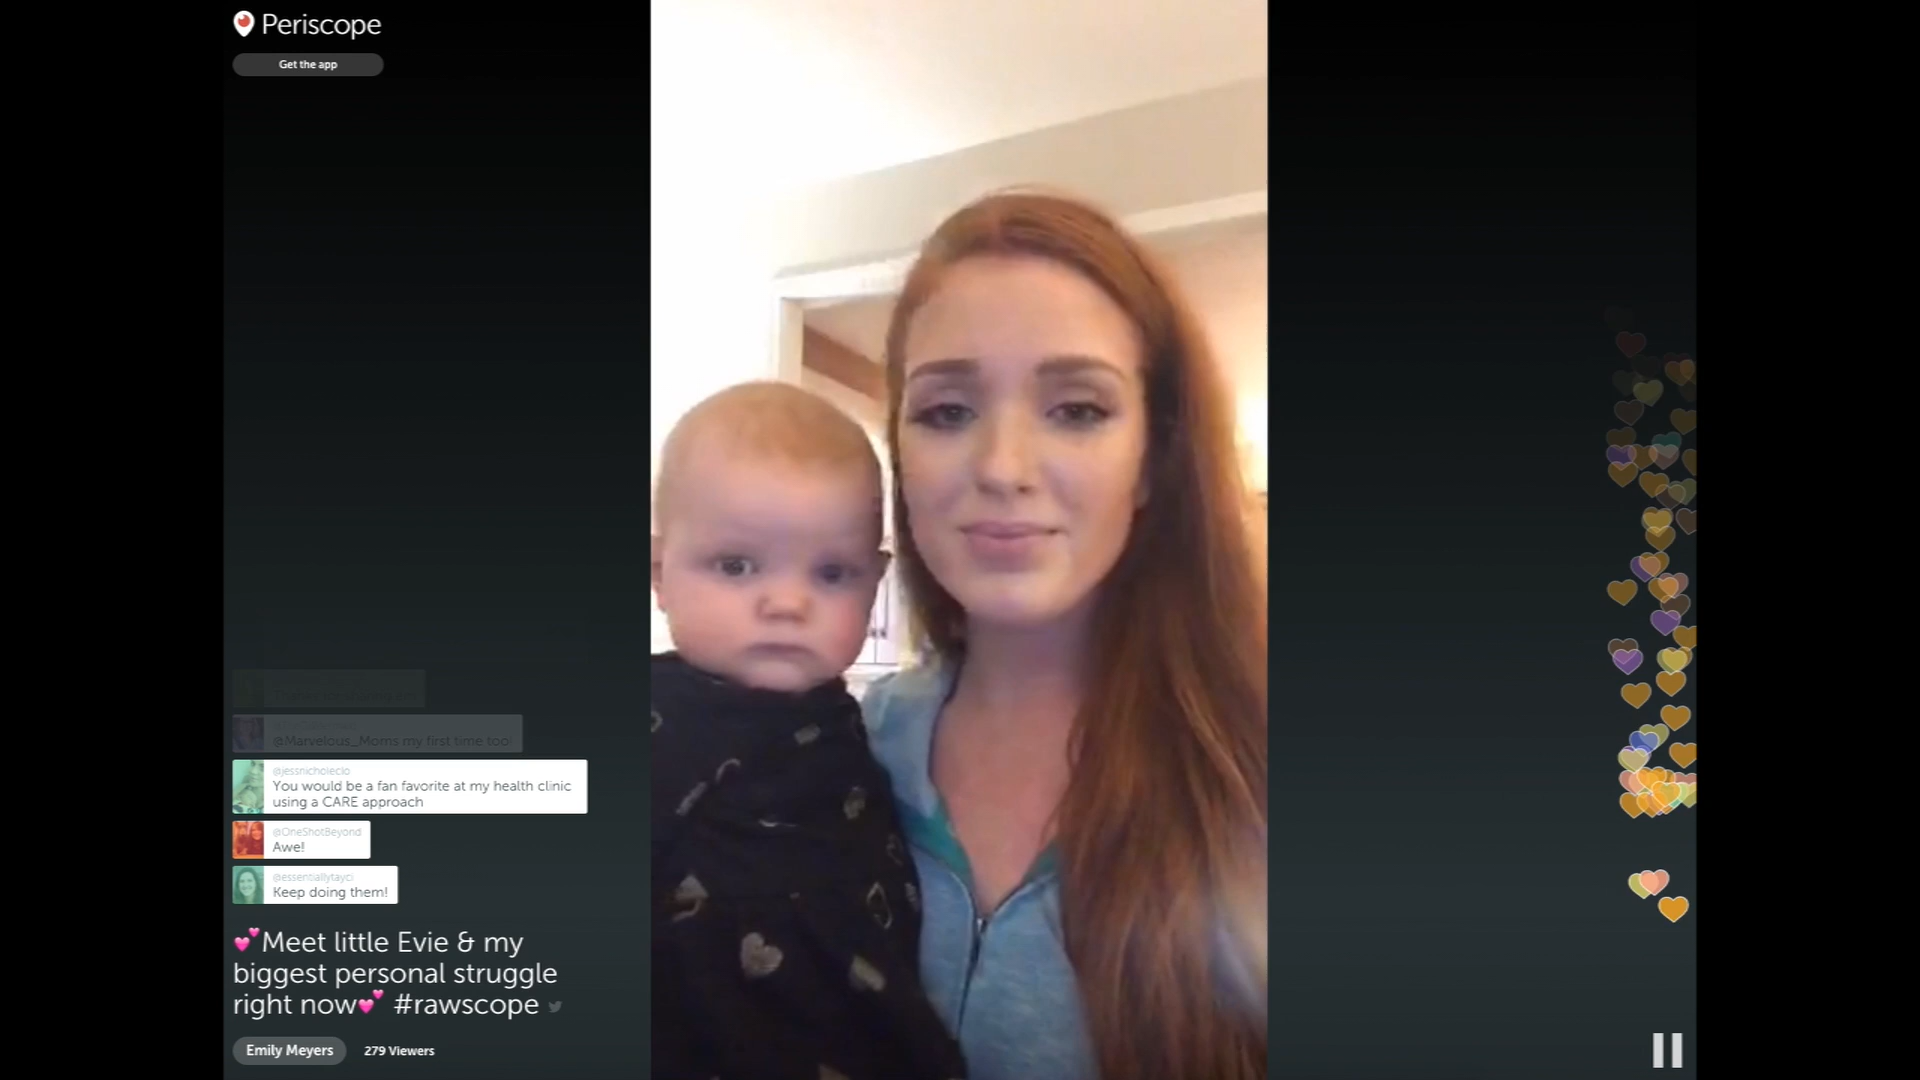 Periscope
Get the app
@Marvelous_Moms my first time too!
@jessnicholeclo
You would be a fan favorite at my health clinic
using a CARE approach
@OneShotBeyond
Awe!
@essentiallytayci
Keep doing them!
💕Meet little Evie & my
biggest personal struggle
right now💕 #rawscope
Emily Meyers
279 Viewers